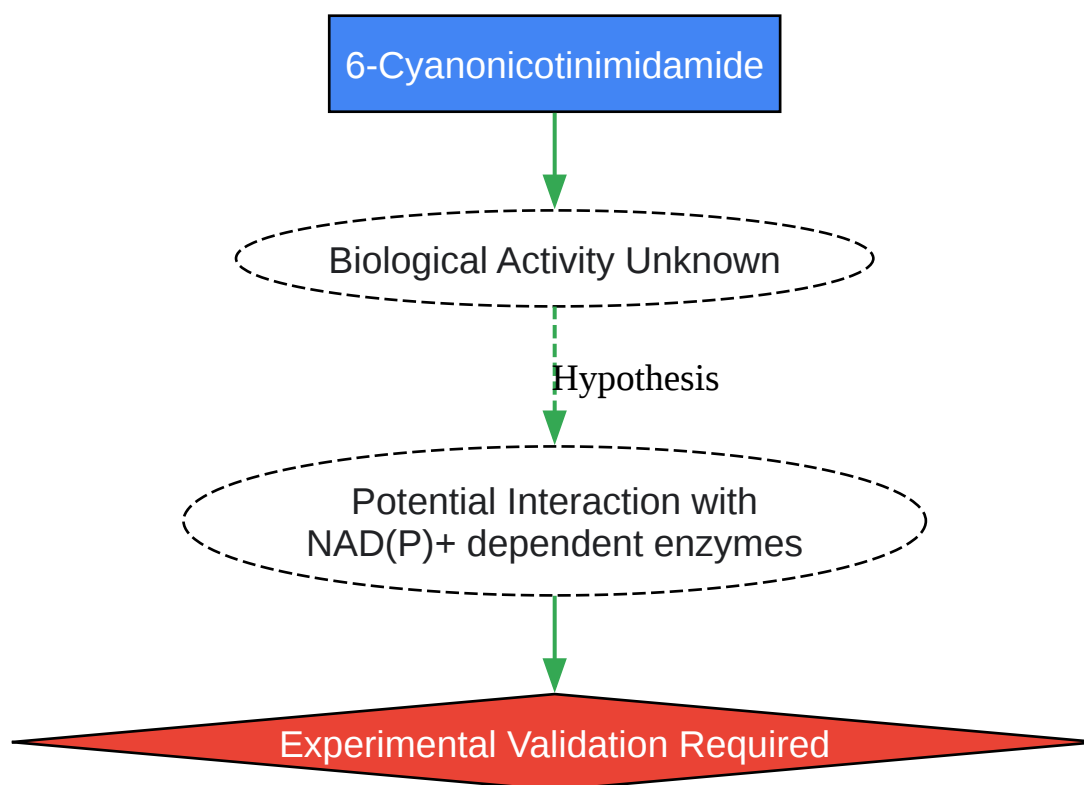 6-Cyanonicotinimidamide
Biological Activity Unknown
Hypothesis
Potential Interaction with
NAD(P)+ dependent enzymes
Experimental Validation Required